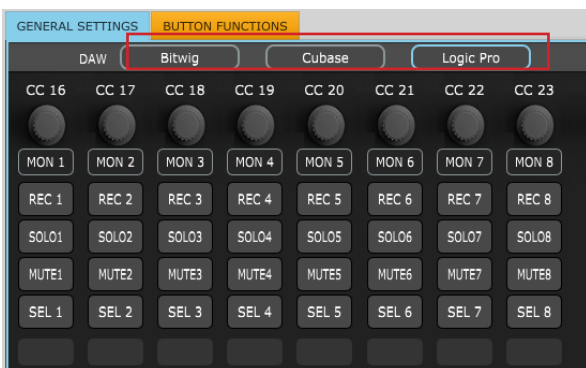 GENERAL SETTINGS BUTTON FUNCTIONS
DAW Bitwig Cubase Logic Pro
CC 16 CC 17 CC 18 CC 19 CC 20 CC 21 CC 22 CC 23
MON 1 MON 2 MON 3 MON 4 MON 5 MON 6 MON 7 MON 8
REC 1 REC 2 REC 3 REC 4 REC 5 REC 6 REC 7 REC 8
SOLO1 SOLO2 SOLO3 SOLO4 SOLO5 SOLO6 SOLO7 SOLO8
MUTE1 MUTE2 MUTE3 MUTE4 MUTE5 MUTE6 MUTE7 MUTE8
SEL 1 SEL 2 SEL 3 SEL 4 SEL 5 SEL 6 SEL 7 SEL 8